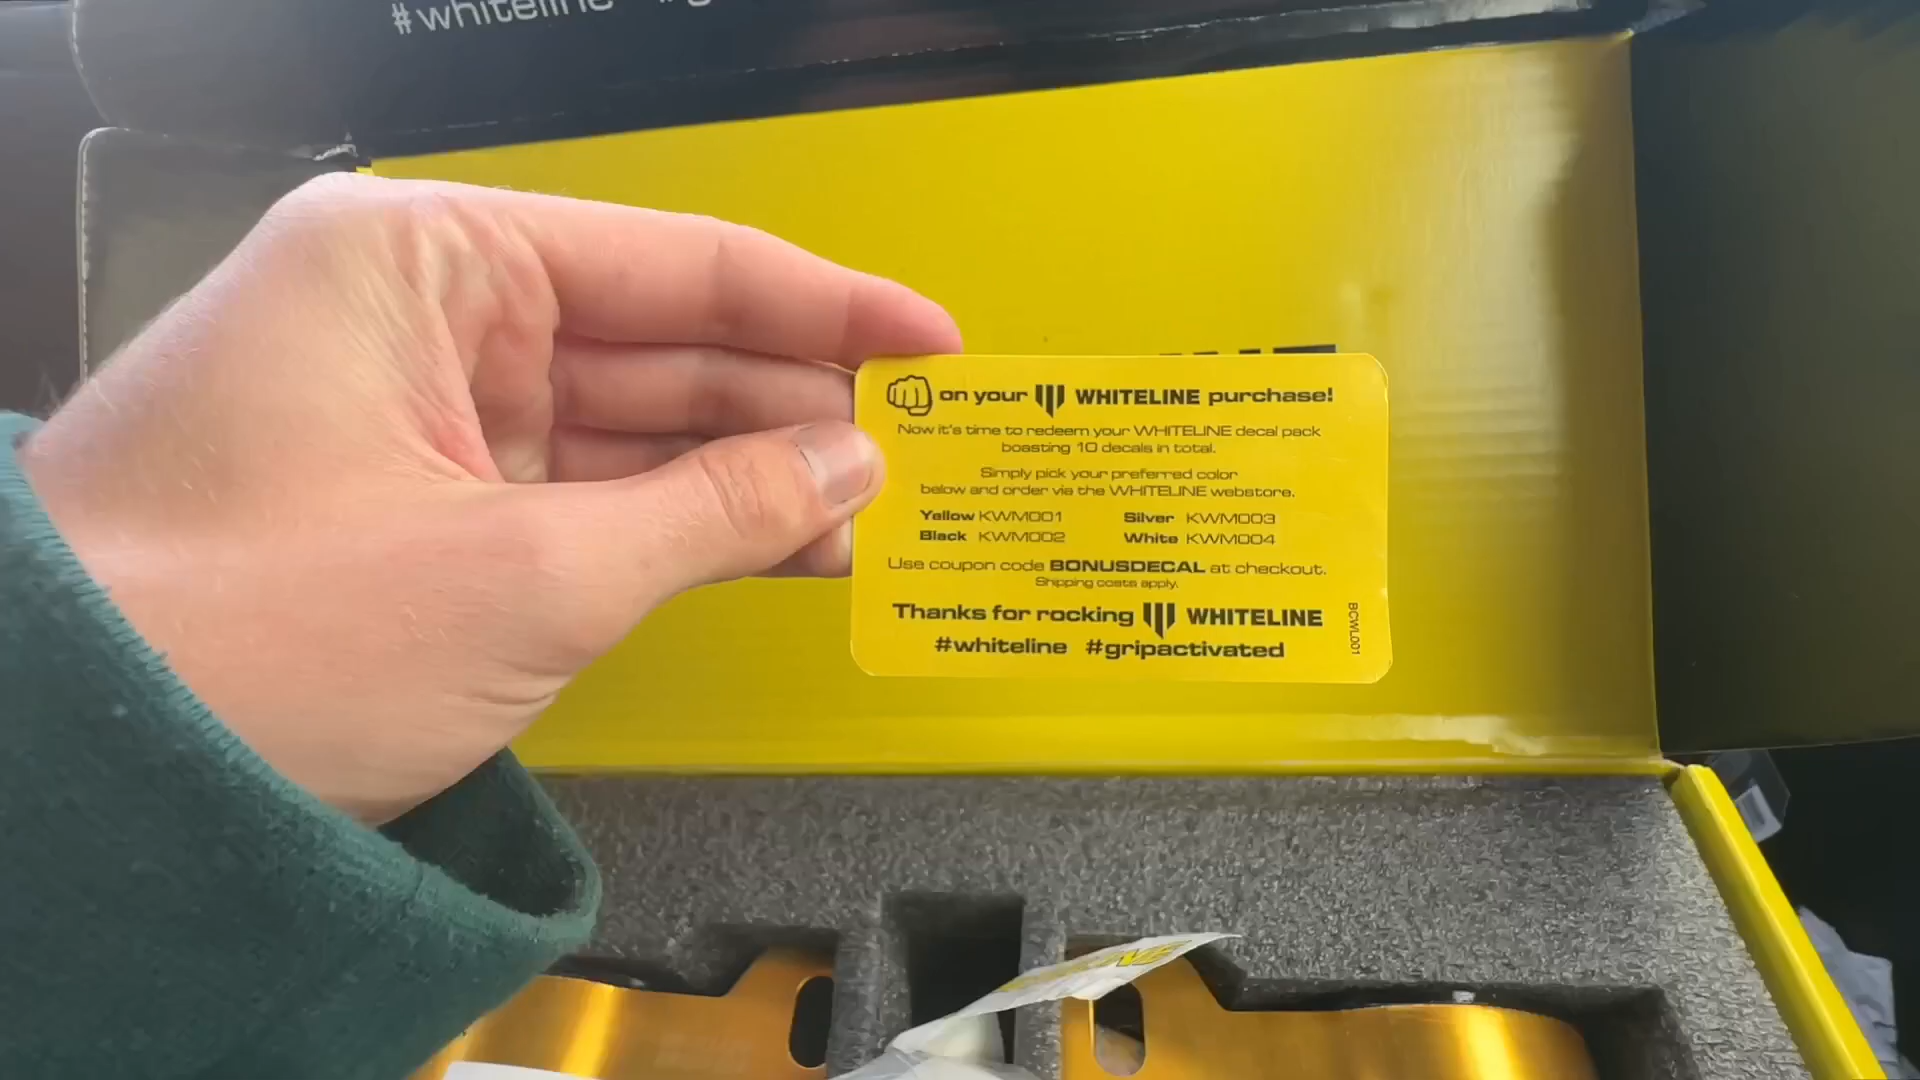 #whiteline
on your WHITELINE purchase!
Now it's time to redeem your WHITELINE decal pack
boasting 10 decals in total.
Simply pick your preferred color
below and order via the WHITELINE webstore.
Yellow KWM001 Silver KWM003
Black KWM002 White KWM004
Use coupon code BONUSDECAL at checkout.
Shipping costs apply.
Thanks for rocking WHITELINE
#whiteline #gripactivated
BCWL001